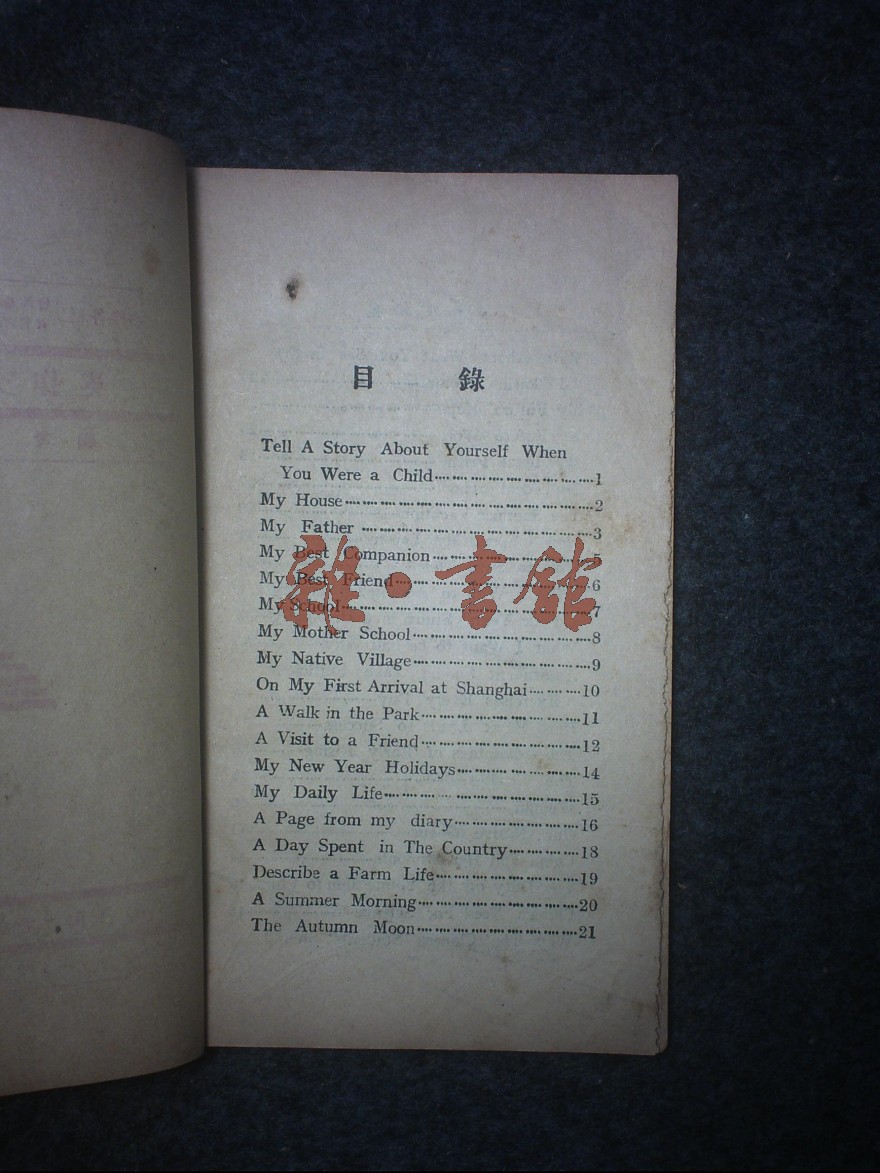 目 錄
Tell A Story About Yourself When
You Were a Child 1
My House 2
My Father 3
My Best Companion 5
My Best Friend 6
My School 7
My Mother School 8
My Native Village 9
On My First Arrival at Shanghai 10
A Walk in the Park 11
A Visit to a Friend 12
My New Year Holidays 14
My Daily Life 15
A Page from my diary 16
A Day Spent in The Country 18
Describe a Farm Life 19
A Summer Morning 20
The Autumn Moon 21
雜·書館